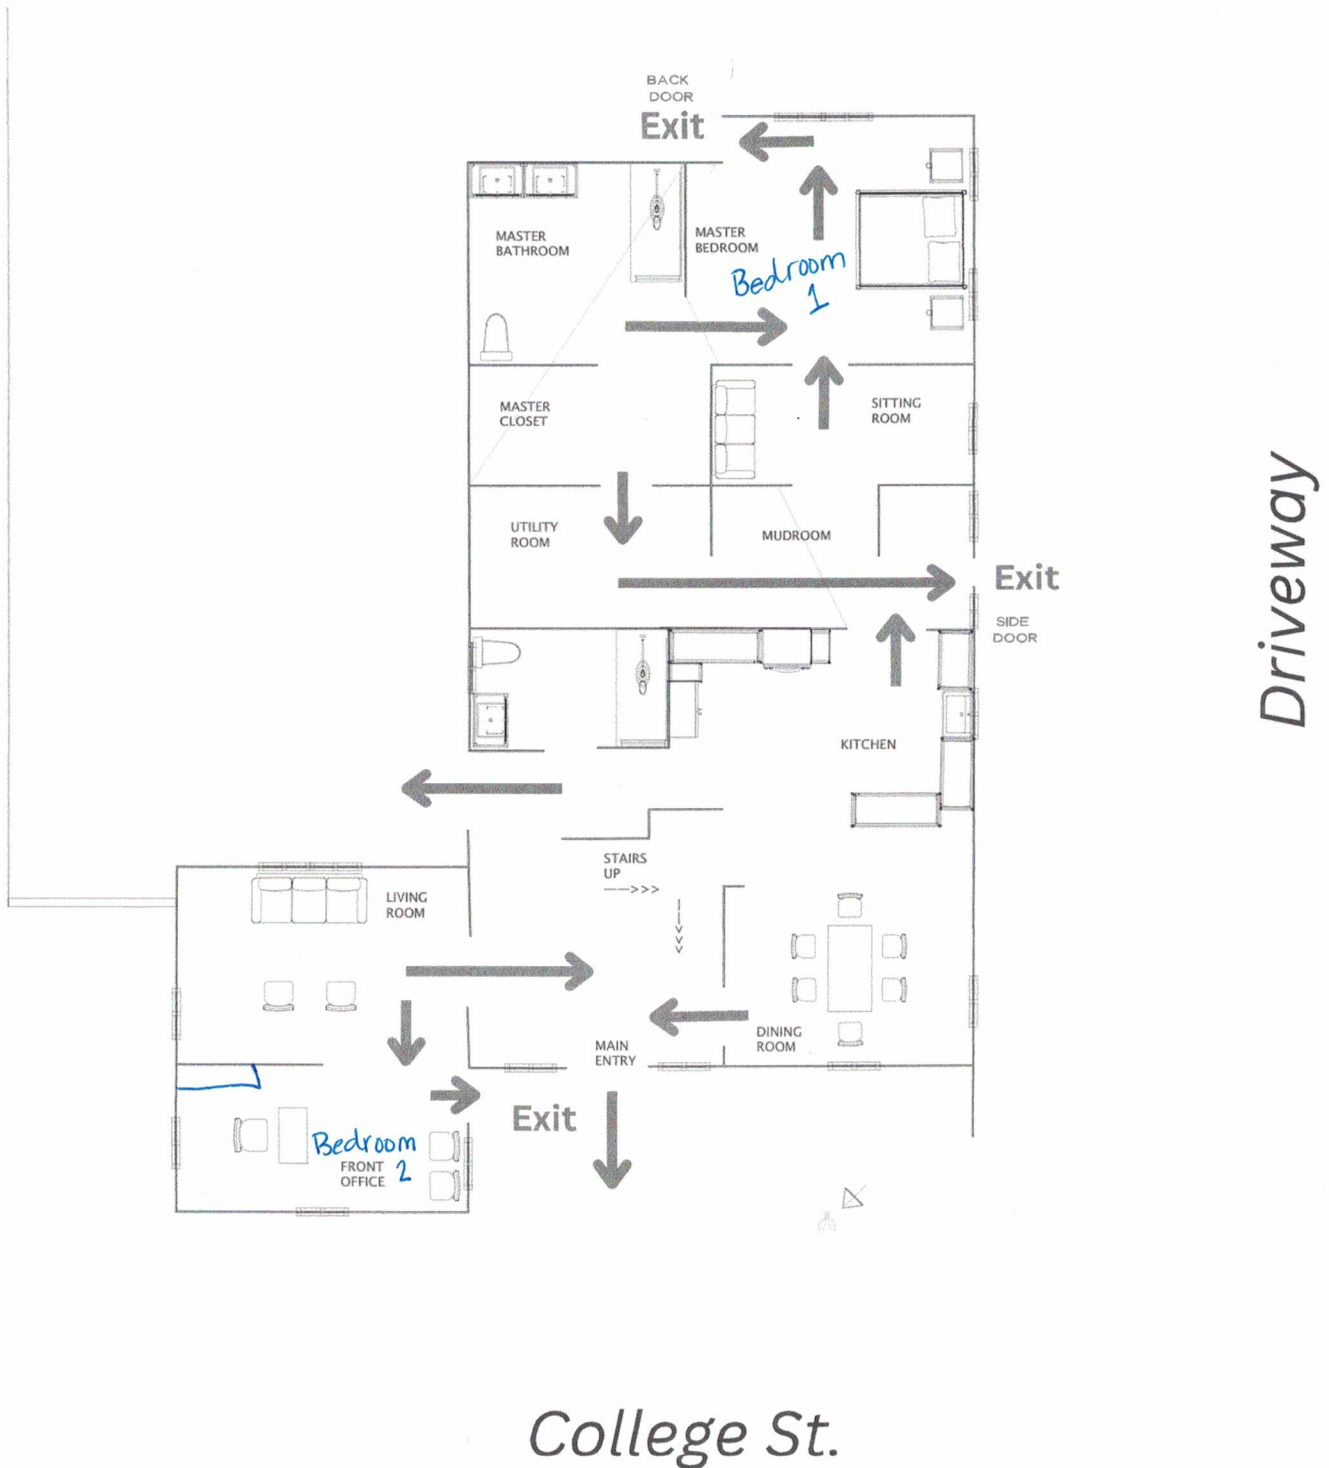 BACK
DOOR
Exit
MASTER
BATHROOM
MASTER
BEDROOM
Bedroom
1
MASTER
CLOSET
SITTING
ROOM
UTILITY
ROOM
MUDROOM
Exit
SIDE
DOOR
Driveway
KITCHEN
STAIRS
UP
---->>>
LIVING
ROOM
DINING
ROOM
MAIN
ENTRY
Exit
Bedroom
2
FRONT
OFFICE
College St.